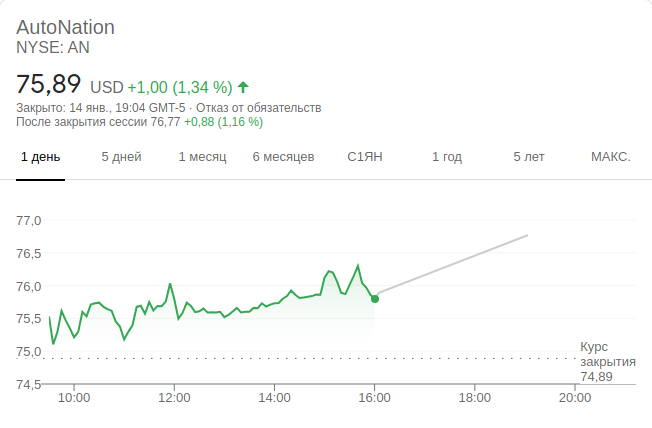 AutoNation
NYSE: AN
75,89 USD +1,00 (1,34 %)
Закрыто: 14 янв., 19:04 GMT-5 · Отказ от обязательств
После закрытия сессии 76,77 +0,88 (1,16 %)
1 день 5 дней 1 месяц 6 месяцев С1ЯН 1 год 5 лет МАКС.
77,0
76,5
76,0
75,5
75,0
74,5
Курс
закрытия
74,89
10:00 12:00 14:00 16:00 18:00 20:00